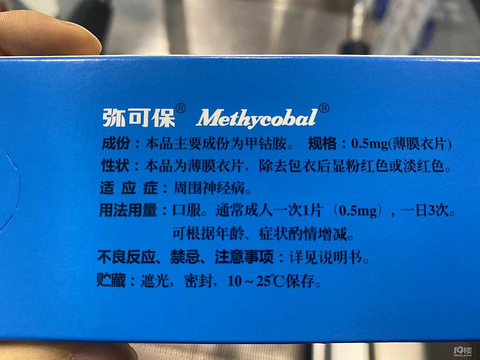 弥可保® Methycobal®
成份：本品主要成份为甲钴胺。 规格：0.5mg(薄膜衣片)
性状：本品为薄膜衣片，除去包衣后显粉红色或淡红色。
适应症：周围神经病。
用法用量：口服。通常成人一次1片（0.5mg），一日3次。
可根据年龄、症状酌情增减。
不良反应、禁忌、注意事项：详见说明书。
贮藏：遮光，密封，10～25℃保存。